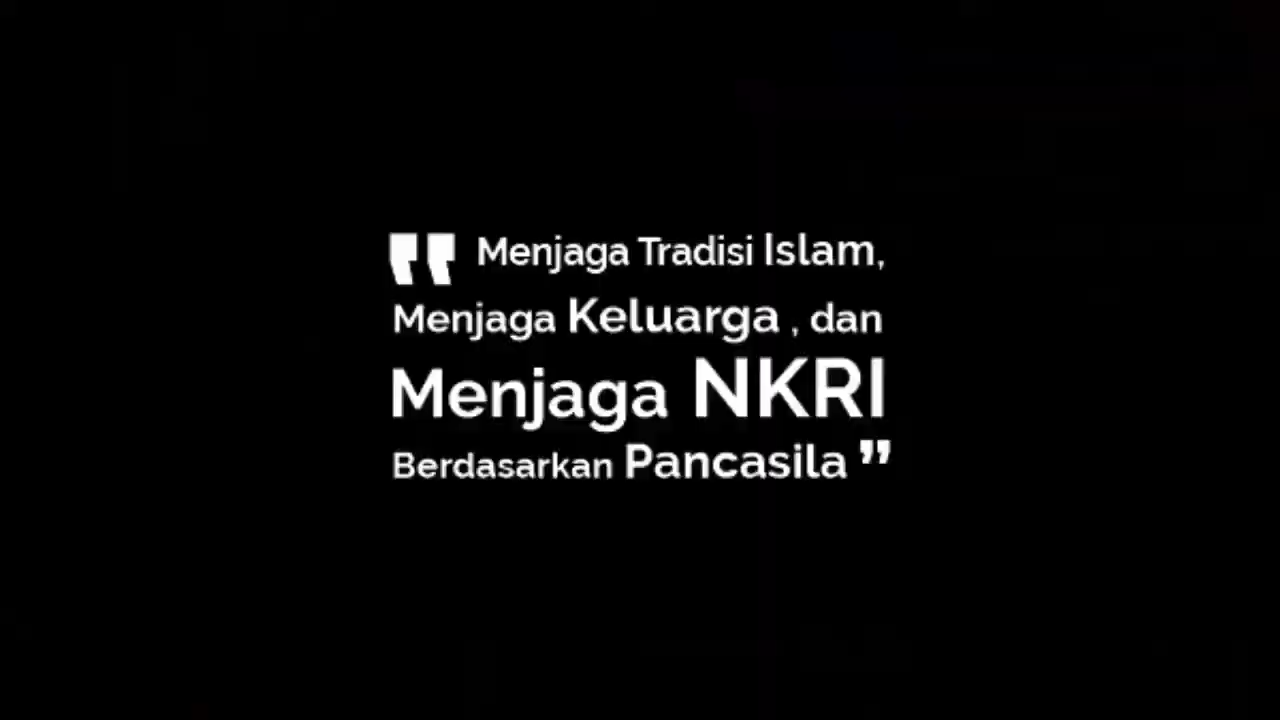 " Menjaga Tradisi Islam,
Menjaga Keluarga , dan
Menjaga NKRI
Berdasarkan Pancasila ”